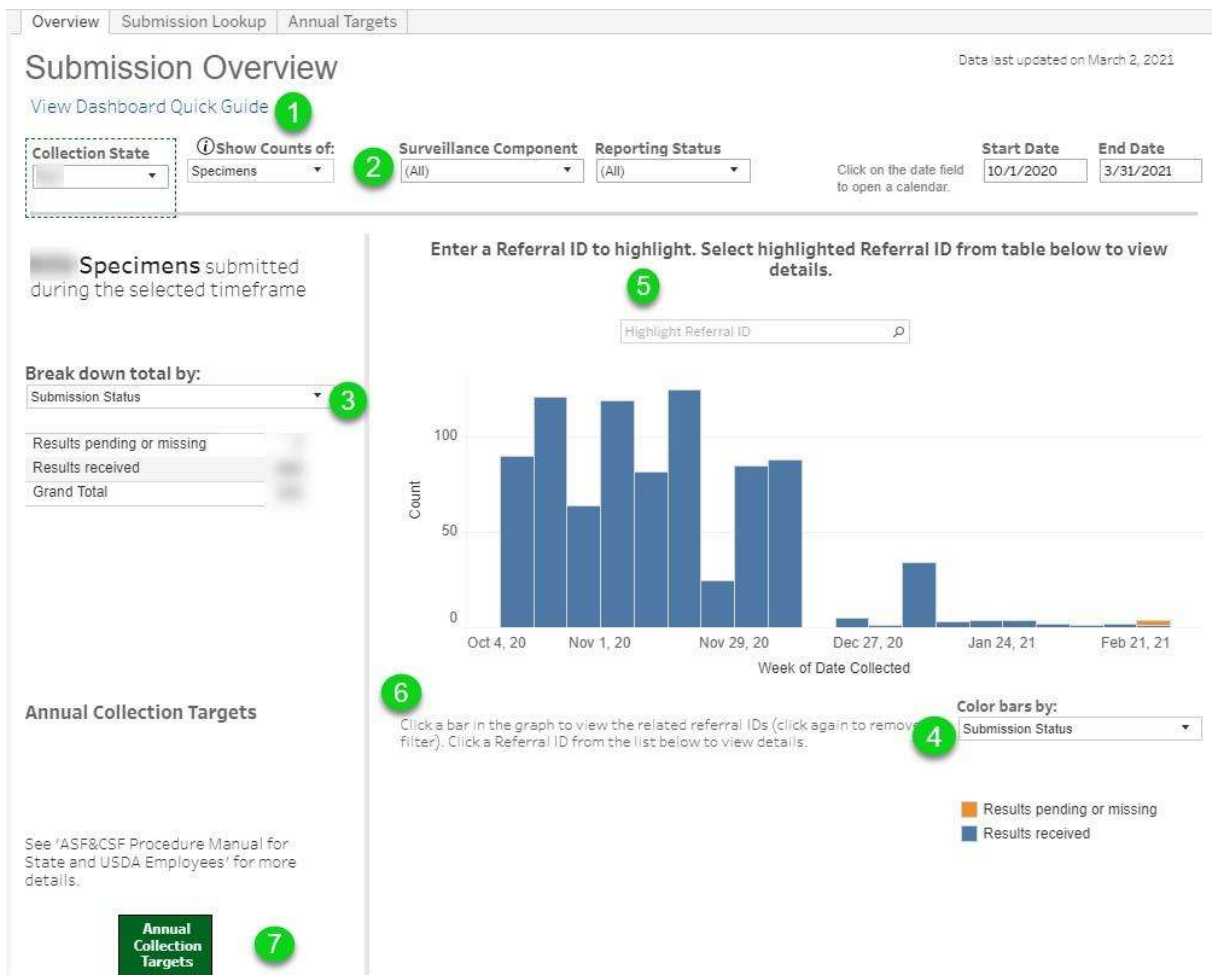 Overview Submission Lookup Annual Targets
Submission Overview
Data last updated on March 2, 2021
View Dashboard Quick Guide
1
Collection State
ⓘShow Counts of:
Specimens
2
Surveillance Component
(All)
Reporting Status
(All)
Click on the date field
to open a calendar.
Start Date
10/1/2020
End Date
3/31/2021
Specimens submitted
during the selected timeframe
Break down total by:
Submission Status
3
Results pending or missing
Results received
Grand Total
Enter a Referral ID to highlight. Select highlighted Referral ID from table below to view
details.
5
Highlight Referral ID
Count
100
50
0
Oct 4, 20 Nov 1, 20 Nov 29, 20 Dec 27, 20 Jan 24, 21 Feb 21, 21
Week of Date Collected
6
Click a bar in the graph to view the related referral IDs (click again to remove
filter). Click a Referral ID from the list below to view details.
4
Color bars by:
Submission Status
Results pending or missing
Results received
Annual Collection Targets
See 'ASF&CSF Procedure Manual for
State and USDA Employees' for more
details.
Annual
Collection
Targets
7